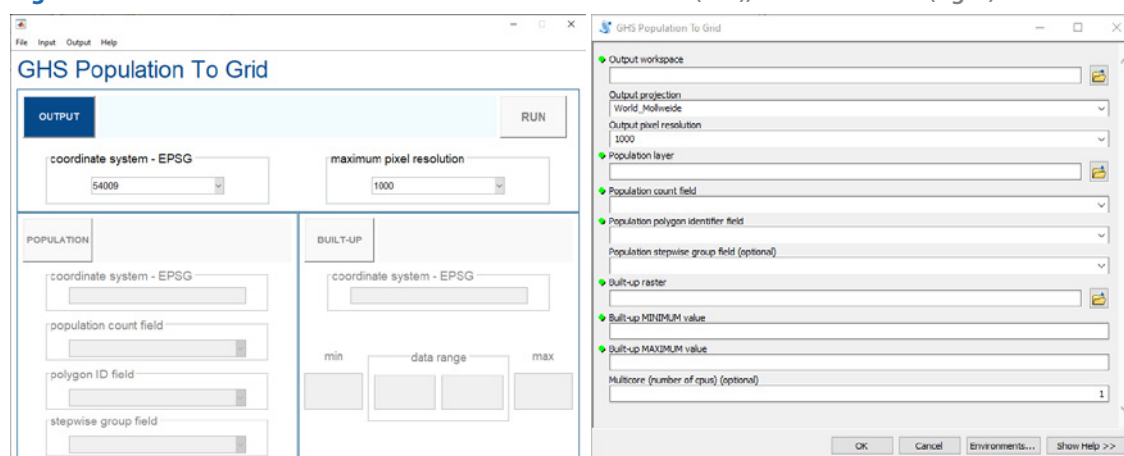 File Input Output Help
GHS Population To Grid
OUTPUT
RUN
coordinate system - EPSG
54009
maximum pixel resolution
1000
POPULATION
coordinate system - EPSG
population count field
polygon ID field
stepwise group field
BUILT-UP
coordinate system - EPSG
min
data range
max
GHS Population To Grid
Output workspace
Output projection
World_Mollweide
Output pixel resolution
1000
Population layer
Population count field
Population polygon identifier field
Population stepwise group field (optional)
Built-up raster
Built-up MINIMUM value
Built-up MAXIMUM value
Multicore (number of cpus) (optional)
1
OK Cancel Environments... Show Help >>